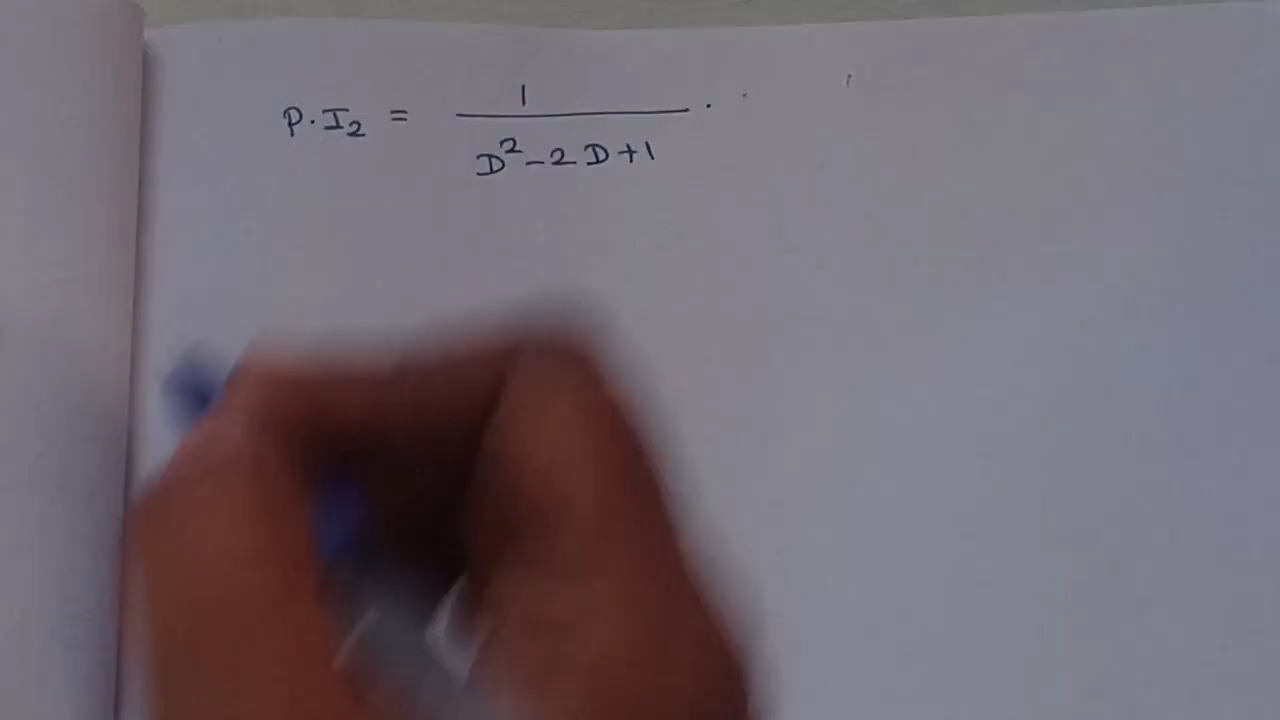 P.I₂ = 1 / (D² - 2D + 1) .